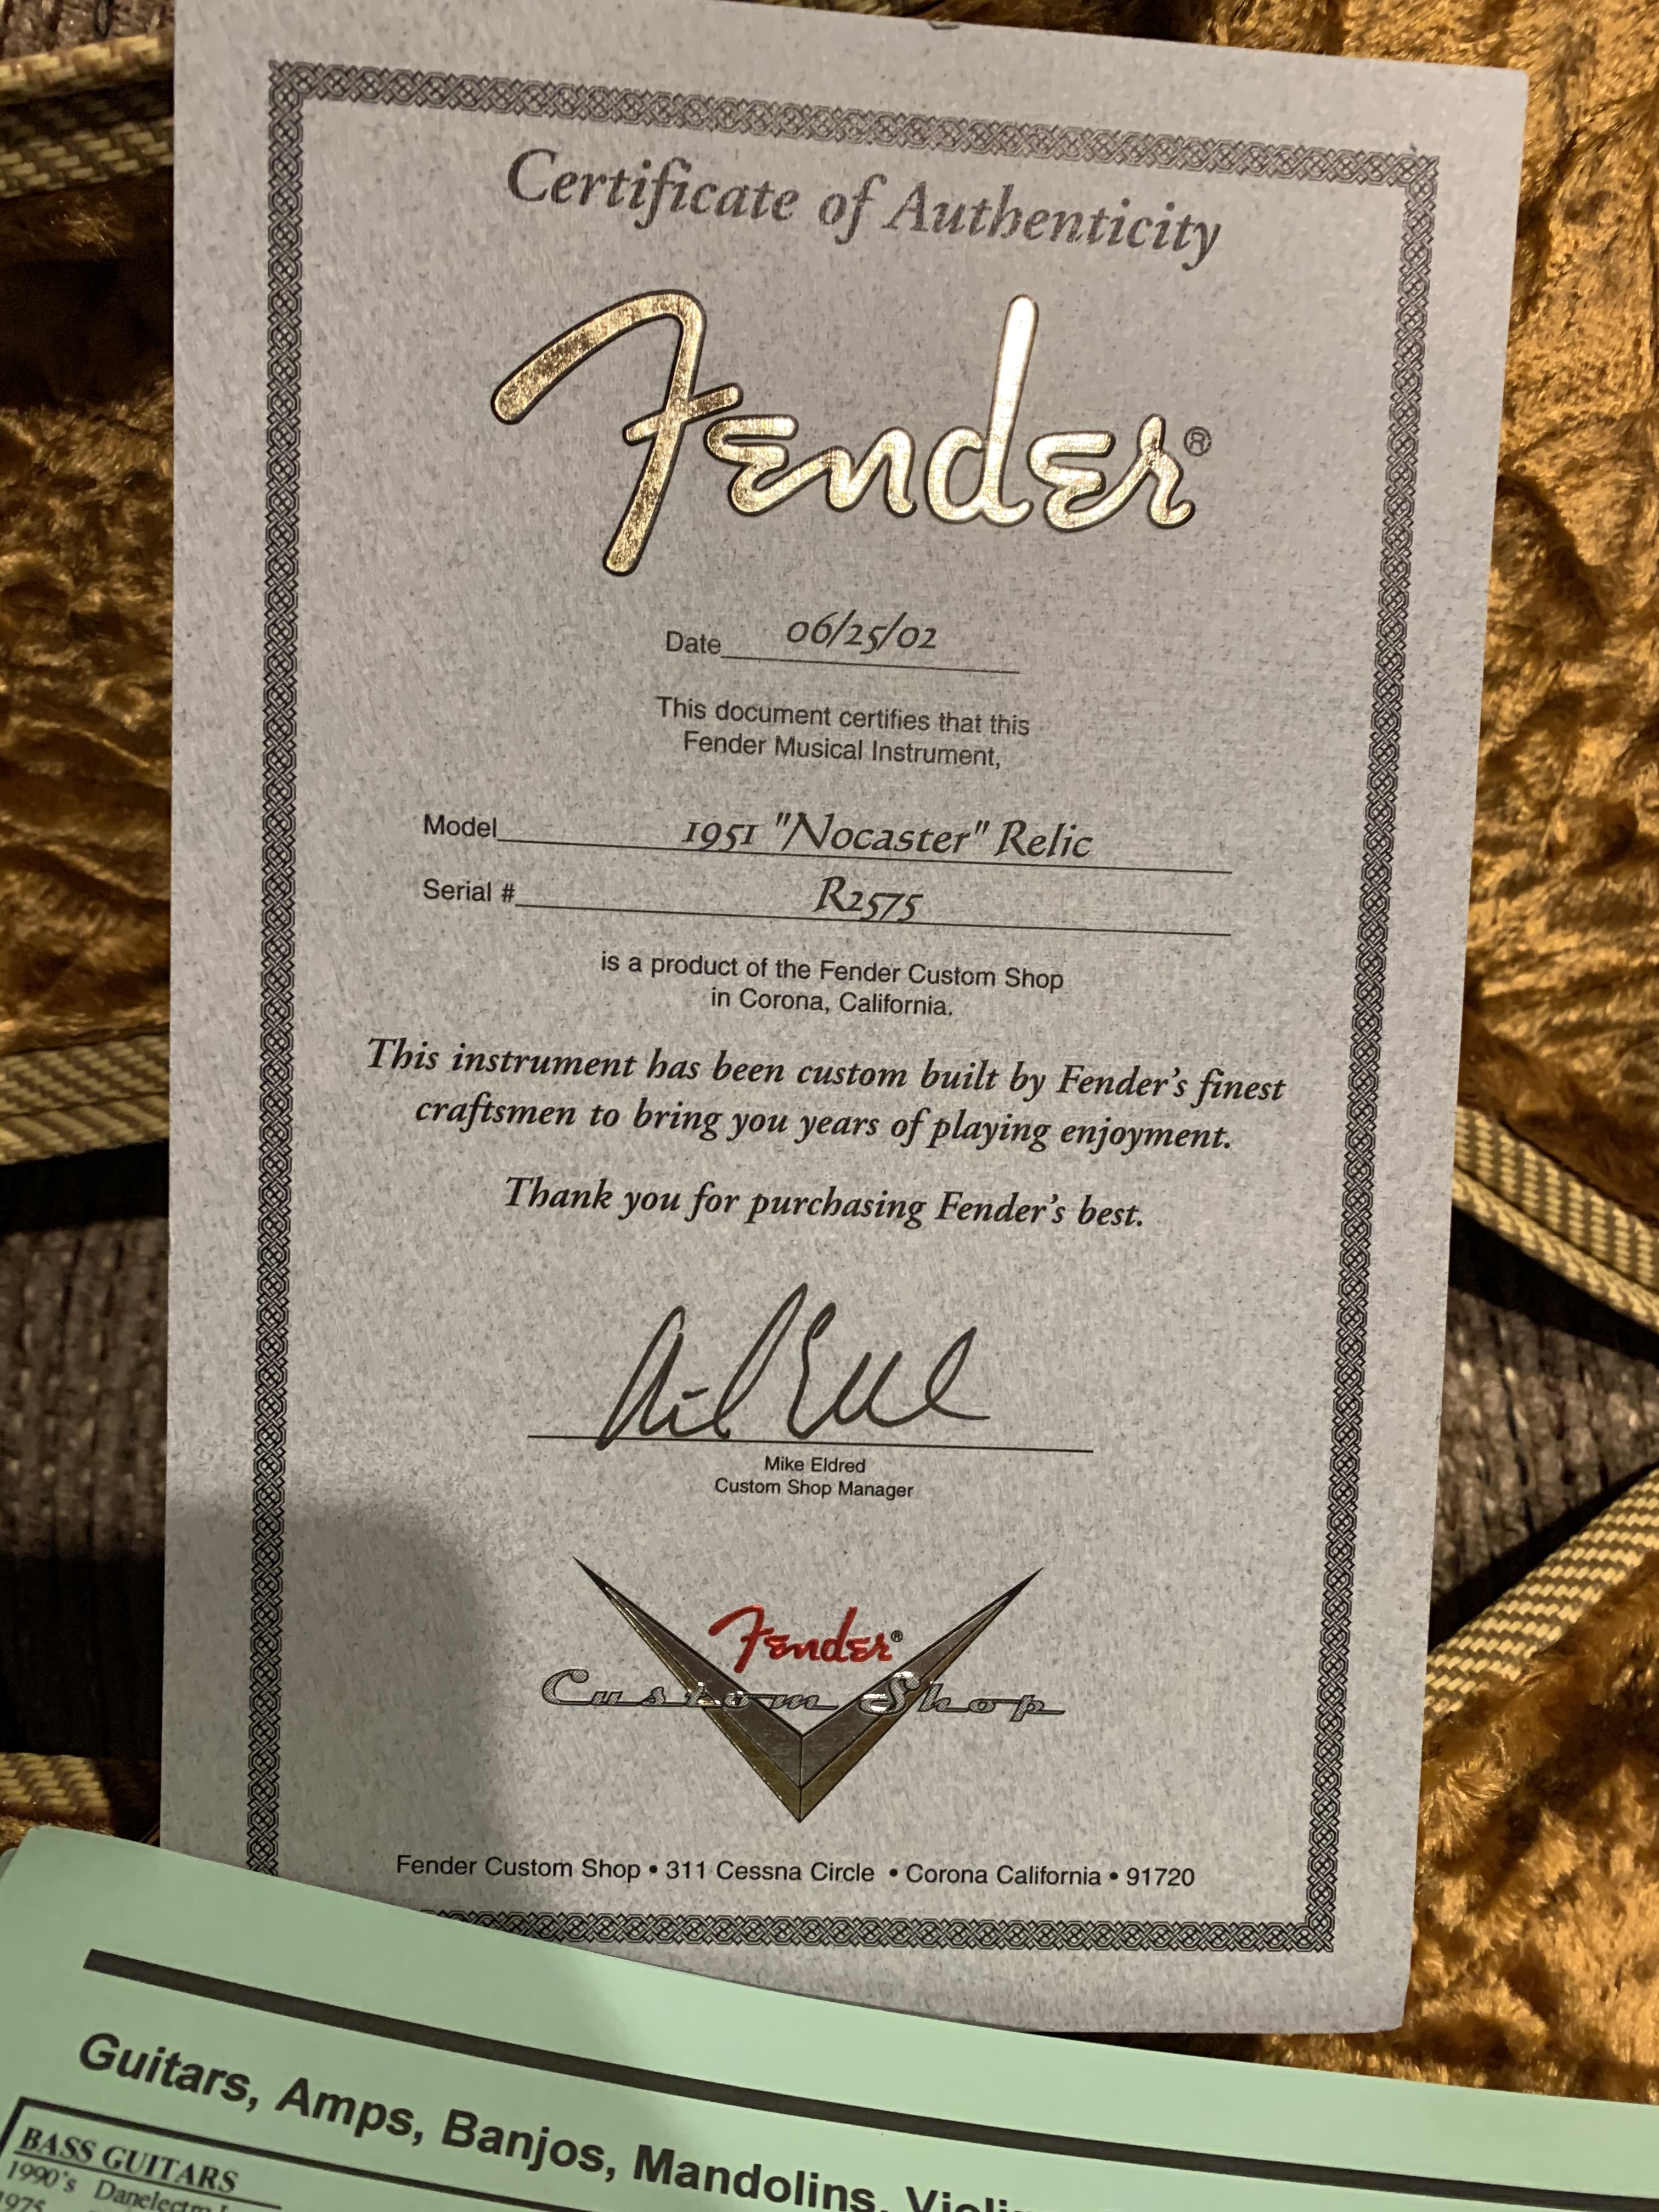 Certificate of Authenticity
Fender®
Date 06/25/02
This document certifies that this
Fender Musical Instrument,
Model 1951 "Nocaster" Relic
Serial # R2575
is a product of the Fender Custom Shop
in Corona, California.
This instrument has been custom built by Fender's finest
craftsmen to bring you years of playing enjoyment.
Thank you for purchasing Fender's best.
Mike Eldred
Custom Shop Manager
Fender®
Custom Shop
Fender Custom Shop • 311 Cessna Circle • Corona California • 91720
Guitars, Amps, Banjos, Mandolins,
BASS GUITARS
1990's
1975